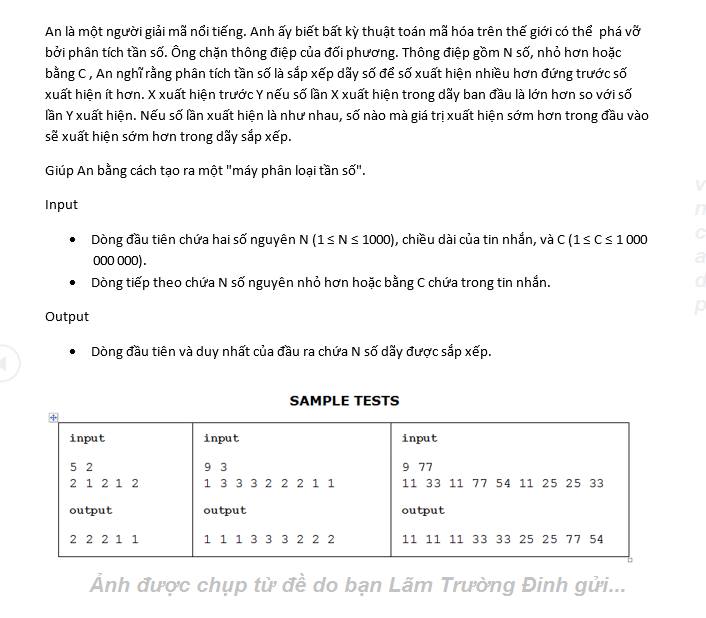 An là một người giải mã nổi tiếng. Anh ấy biết bất kỳ thuật toán mã hóa trên thế giới có thể phá vỡ
bởi phân tích tần số. Ông chặn thông điệp của đối phương. Thông điệp gồm N số, nhỏ hơn hoặc
bằng C , An nghĩ rằng phân tích tần số là sắp xếp dãy số để số xuất hiện nhiều hơn đứng trước số
xuất hiện ít hơn. X xuất hiện trước Y nếu số lần X xuất hiện trong dãy ban đầu là lớn hơn so với số
lần Y xuất hiện. Nếu số lần xuất hiện là như nhau, số nào mà giá trị xuất hiện sớm hơn trong đầu vào
sẽ xuất hiện sớm hơn trong dãy sắp xếp.
Giúp An bằng cách tạo ra một "máy phân loại tần số".
Input
• Dòng đầu tiên chứa hai số nguyên N (1 ≤ N ≤ 1000), chiều dài của tin nhắn, và C (1 ≤ C ≤ 1 000
000 000).
• Dòng tiếp theo chứa N số nguyên nhỏ hơn hoặc bằng C chứa trong tin nhắn.
Output
• Dòng đầu tiên và duy nhất của đầu ra chứa N số dãy được sắp xếp.
SAMPLE TESTS
input
5 2
2 1 2 1 2
output
2 2 2 1 1
input
9 3
1 3 3 3 2 2 2 1 1
output
1 1 1 3 3 3 2 2 2
input
9 77
11 33 11 77 54 11 25 25 33
output
11 11 11 33 33 25 25 77 54
Ảnh được chụp từ đề do bạn Lãm Trường Đinh gửi...
v
n
c
a
d
p